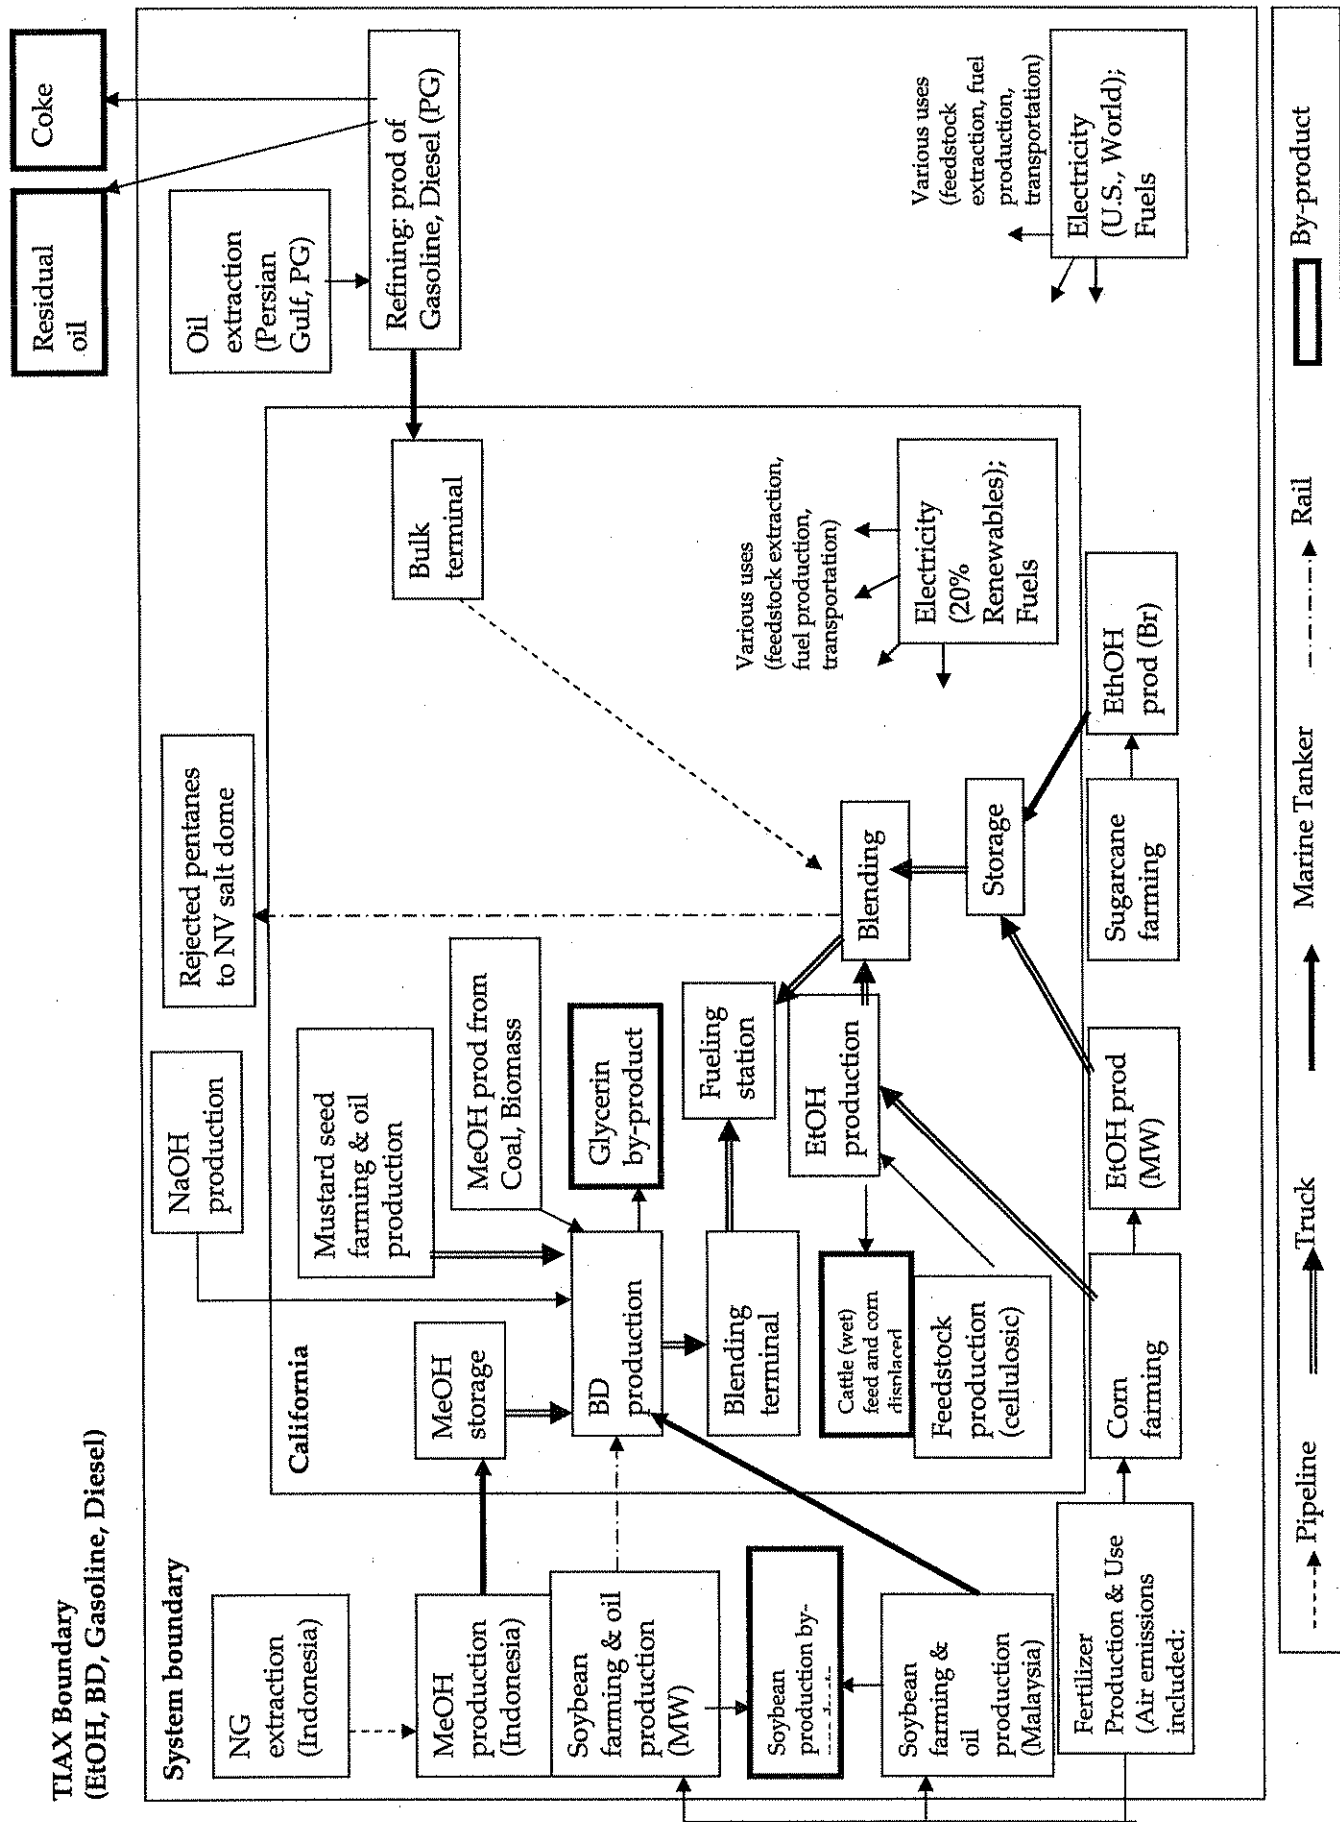 TIAX Boundary
(EtOH, BD, Gasoline, Diesel)
System boundary
NG
extraction
(Indonesia)
MeOH
production
(Indonesia)
Soybean
farming & oil
production
(MW)
Soybean
production by-
Soybean
farming &
oil
production
(Malaysia)
Fertilizer
Production & Use
(Air emissions
included:
California
MeOH
storage
BD
production
Blending
terminal
Cattle (wet)
feed and corn
displaced
Feedstock
production
(cellulosic)
Corn
farming
NaOH
production
Mustard seed
farming & oil
production
MeOH prod from
Coal, Biomass
Glycerin
by-product
Fueling
station
EtOH
production
EtOH prod
(MW)
Rejected pentanes
to NV salt dome
Blending
Storage
Sugarcane
farming
EthOH
prod (Br)
Bulk
terminal
Various uses
(feedstock extraction,
fuel production,
transportation)
Electricity
(20%
Renewables);
Fuels
Residual
oil
Coke
Oil
extraction
(Persian
Gulf, PG)
Refining: prod of
Gasoline, Diesel (PG)
Various uses
(feedstock
extraction, fuel
production,
transportation)
Electricity
(U.S., World);
Fuels
Pipeline
Truck
Marine Tanker
Rail
By-product